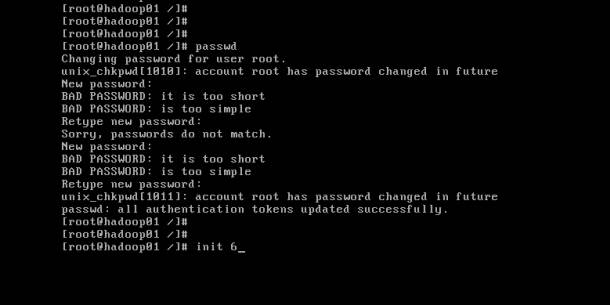 [root@hadoop01 /]#
[root@hadoop01 /]#
[root@hadoop01 /]#
[root@hadoop01 /]# passwd
Changing password for user root.
unix_chkpwd[1010]: account root has password changed in future
New password:
BAD PASSWORD: it is too short
BAD PASSWORD: is too simple
Retype new password:
Sorry, passwords do not match.
New password:
BAD PASSWORD: it is too short
BAD PASSWORD: is too simple
Retype new password:
unix_chkpwd[1011]: account root has password changed in future
passwd: all authentication tokens updated successfully.
[root@hadoop01 /]#
[root@hadoop01 /]#
[root@hadoop01 /]# init 6_